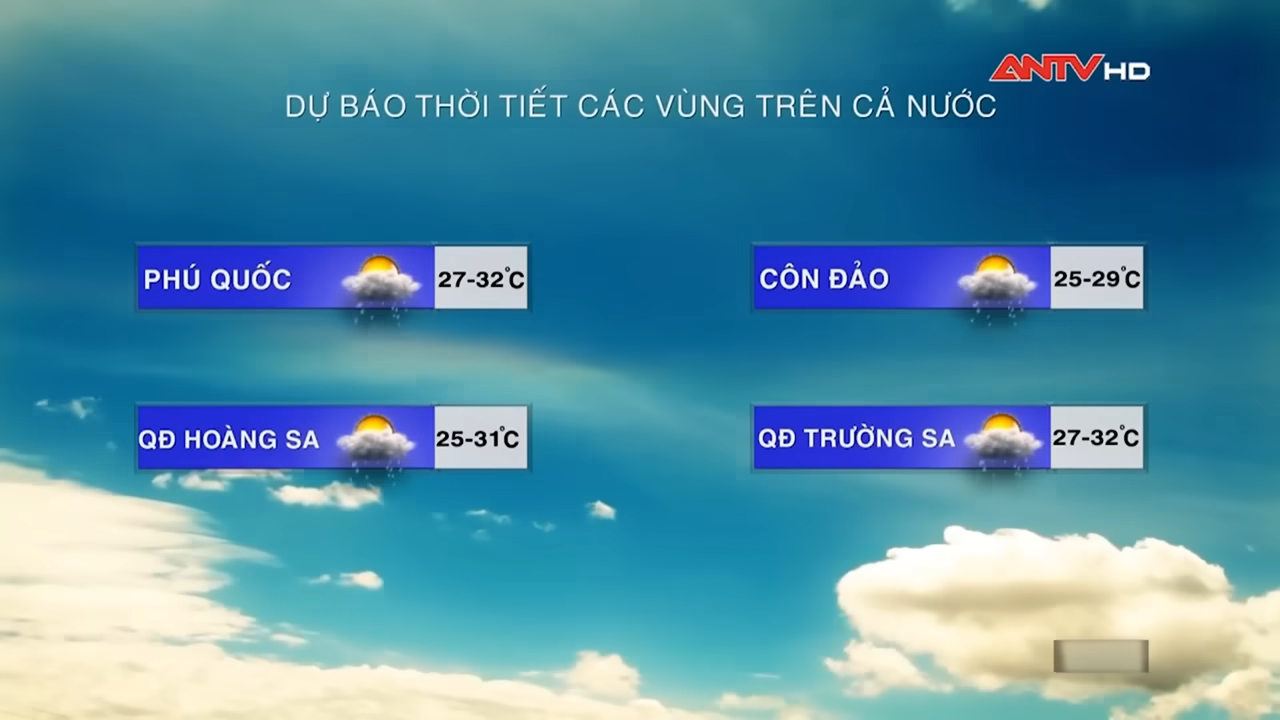 ANTV HD
DỰ BÁO THỜI TIẾT CÁC VÙNG TRÊN CẢ NƯỚC
PHÚ QUỐC 27-32°C
CÔN ĐẢO 25-29°C
QĐ HOÀNG SA 25-31°C
QĐ TRƯỜNG SA 27-32°C